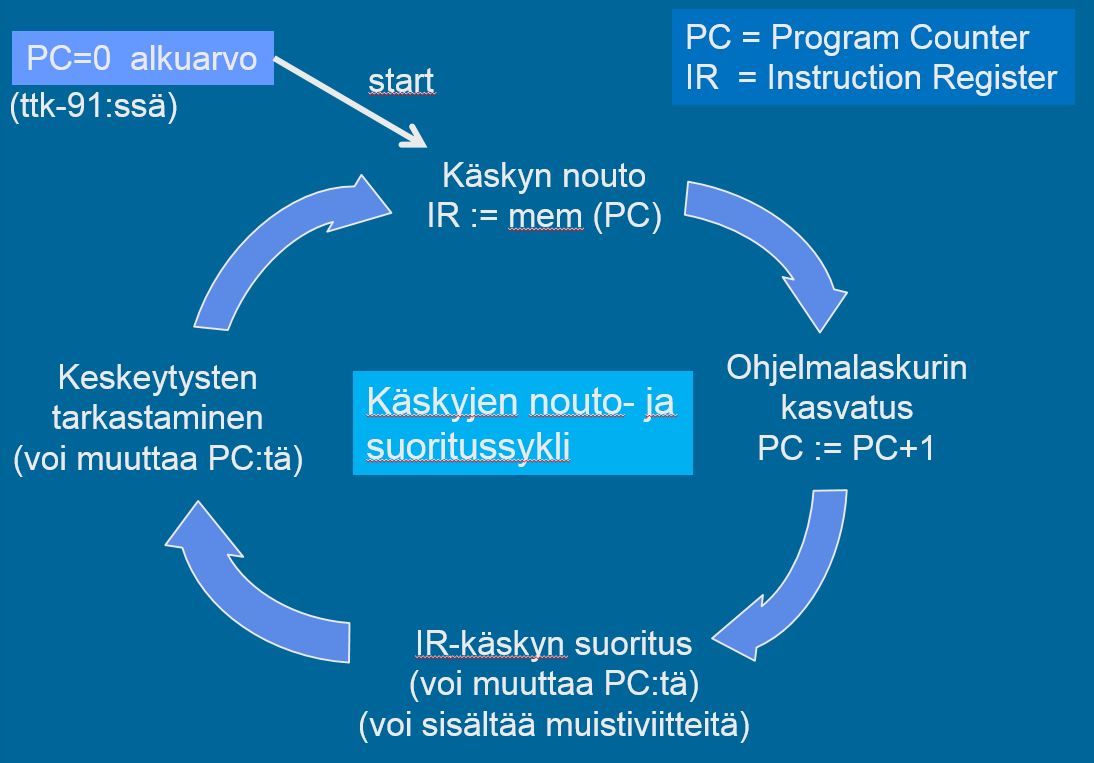 PC=0 alkuarvo
(ttk-91:ssä)
start
PC = Program Counter
IR = Instruction Register
Käskyn nouto
IR := mem (PC)
Ohjelmalaskurin
kasvatus
PC := PC+1
Keskeytysten
tarkastaminen
(voi muuttaa PC:tä)
Käskyjen nouto- ja
suoritussykli
IR-käskyn suoritus
(voi muuttaa PC:tä)
(voi sisältää muistiviitteitä)